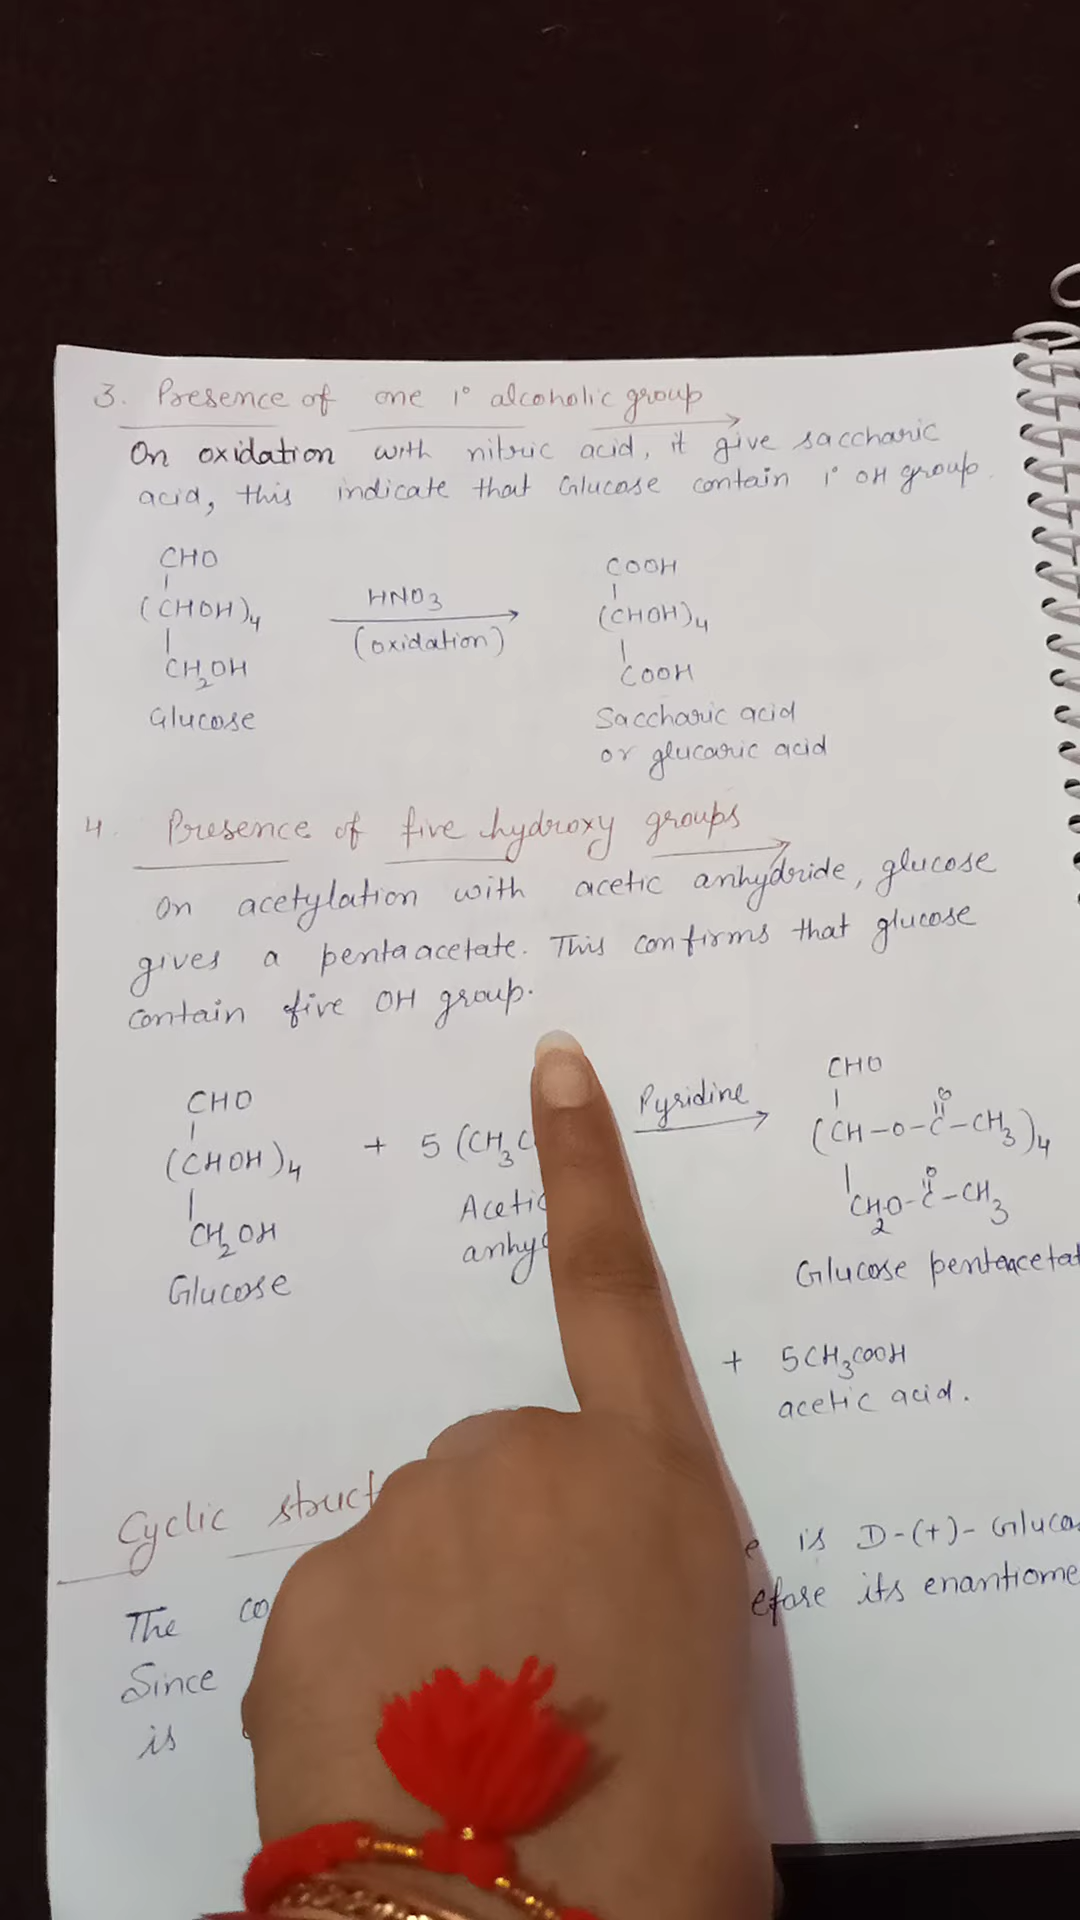 3. Presence of one 1° alcoholic group
On oxidation with nitric acid, it give saccharic
acid, this indicate that Glucose contain 1° OH group.
CHO
(CHOH)4
CH2OH
Glucose
HNO3
(oxidation)
COOH
(CHOH)4
COOH
Saccharic acid
or glucaric acid
4. Presence of five hydroxy groups
On acetylation with acetic anhydride, glucose
gives a pentaacetate. This confirms that glucose
contain five OH group.
CHO
(CHOH)4
CH2OH
Glucose
+ 5 (CH3C
Acetic
anhyd
Pyridine
CHO
(CH-O-C-CH3)4
O
CH2O-C-CH3
O
Glucose pentaacetat
+ 5CH3COOH
acetic acid.
Cyclic struct
The co is D-(+)- Gluco
Since efore its enantiome
is